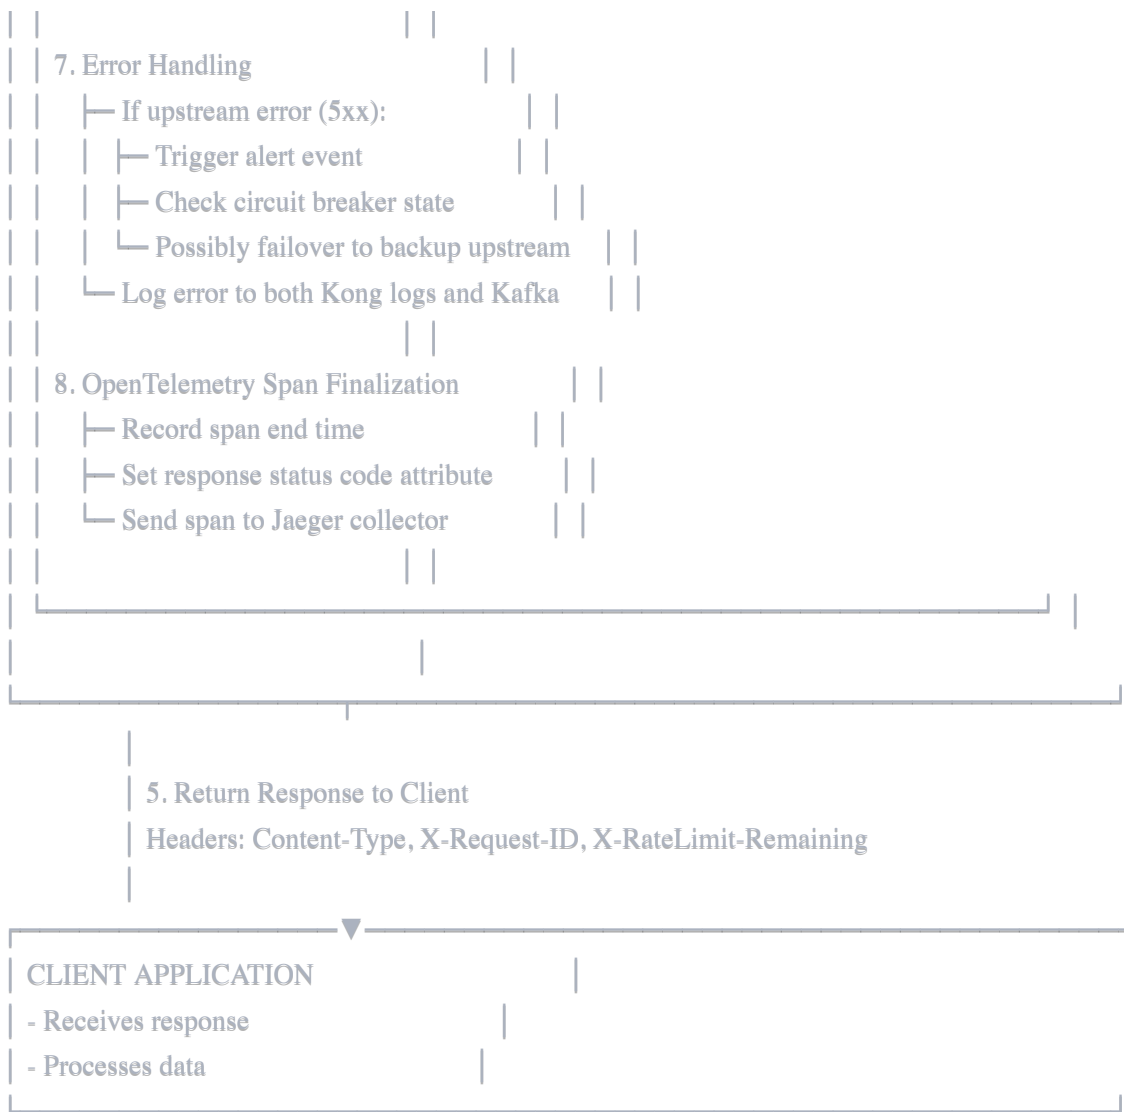 7. Error Handling
├─ If upstream error (5xx):
│ ├─ Trigger alert event
│ ├─ Check circuit breaker state
│ └─ Possibly failover to backup upstream
└─ Log error to both Kong logs and Kafka
8. OpenTelemetry Span Finalization
├─ Record span end time
├─ Set response status code attribute
└─ Send span to Jaeger collector
5. Return Response to Client
Headers: Content-Type, X-Request-ID, X-RateLimit-Remaining
▼
CLIENT APPLICATION
- Receives response
- Processes data